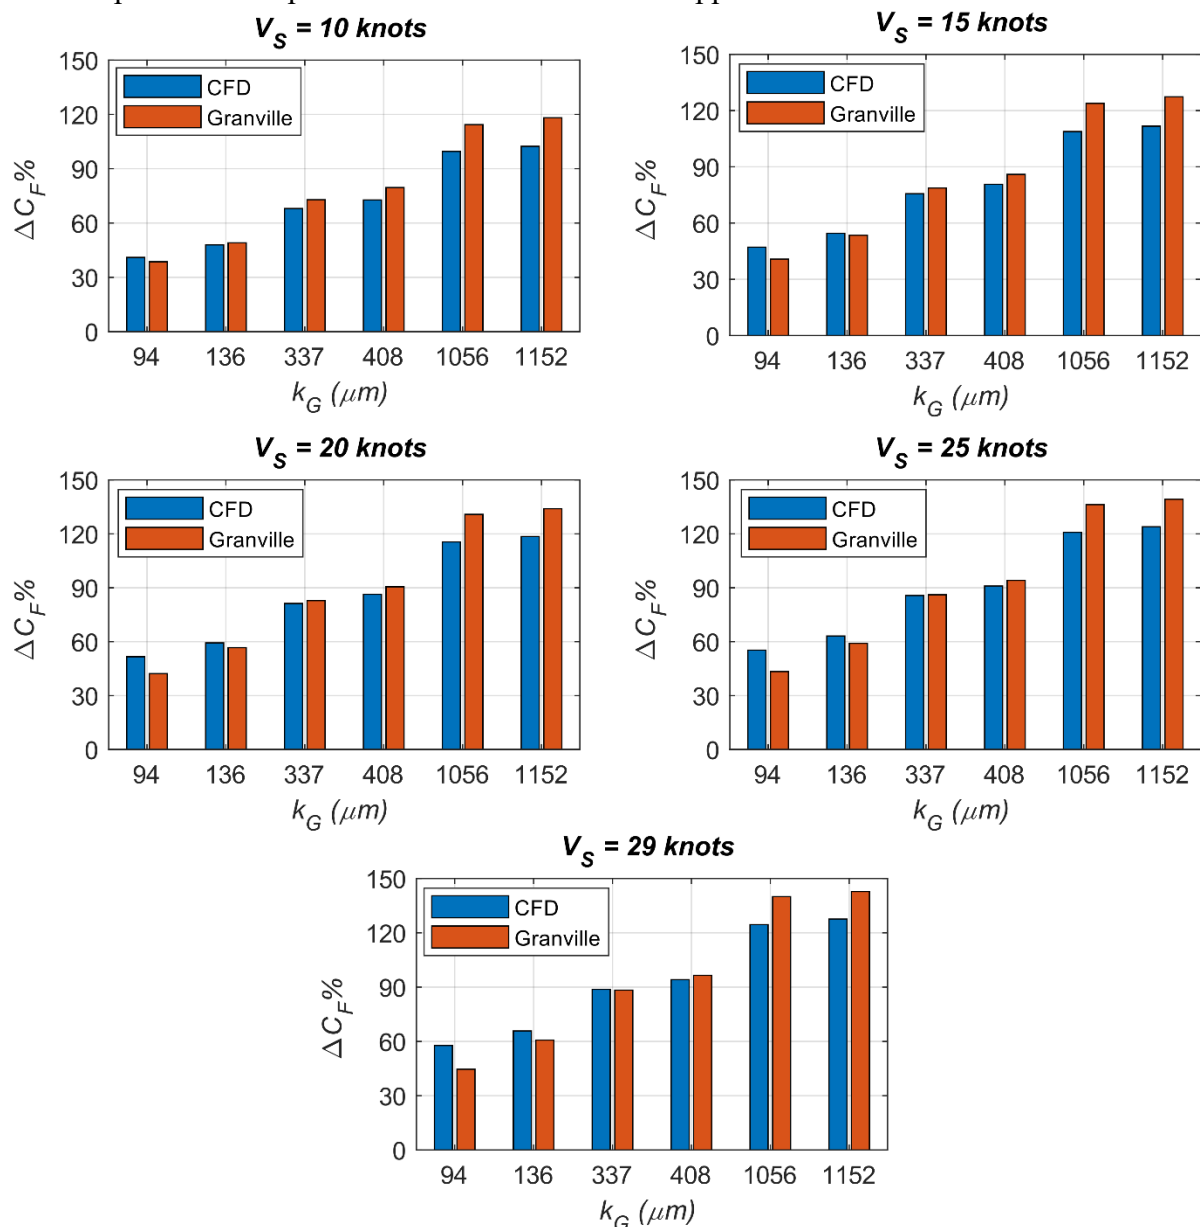 V_S = 10 knots
150
120
90
60
30
0
ΔC_F%
CFD
Granville
94 136 337 408 1056 1152
k_G (μm)
V_S = 15 knots
150
120
90
60
30
0
ΔC_F%
CFD
Granville
94 136 337 408 1056 1152
k_G (μm)
V_S = 20 knots
150
120
90
60
30
0
ΔC_F%
CFD
Granville
94 136 337 408 1056 1152
k_G (μm)
V_S = 25 knots
150
120
90
60
30
0
ΔC_F%
CFD
Granville
94 136 337 408 1056 1152
k_G (μm)
V_S = 29 knots
150
120
90
60
30
0
ΔC_F%
CFD
Granville
94 136 337 408 1056 1152
k_G (μm)